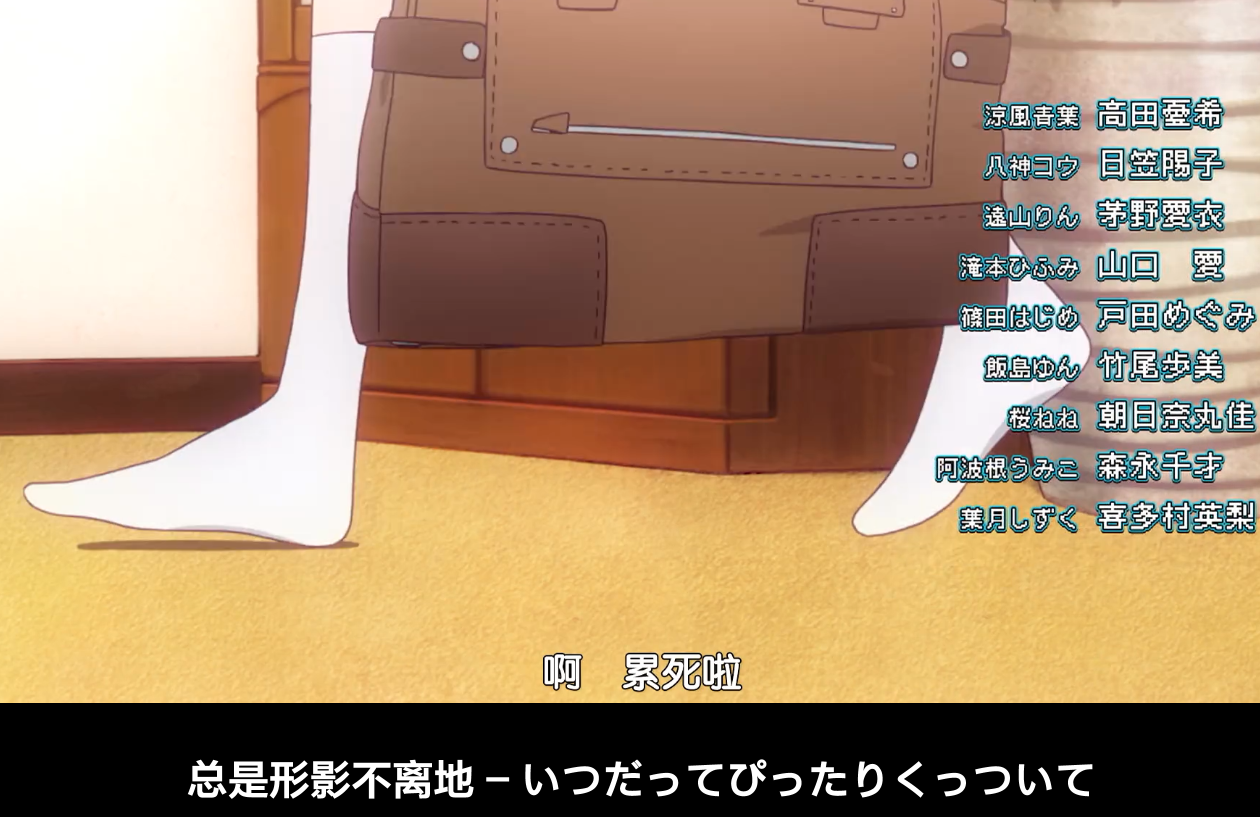 涼風青葉 高田憂希
八神コウ 日笠陽子
遠山りん 茅野愛衣
滝本ひふみ 山口 愛
篠田はじめ 戸田めぐみ
飯島ゆん 竹尾歩美
桜ねね 朝日奈丸佳
阿波根うみこ 森永千才
葉月しずく 喜多村英梨
啊 累死啦
总是形影不离地 – いつだってぴったりくっついて